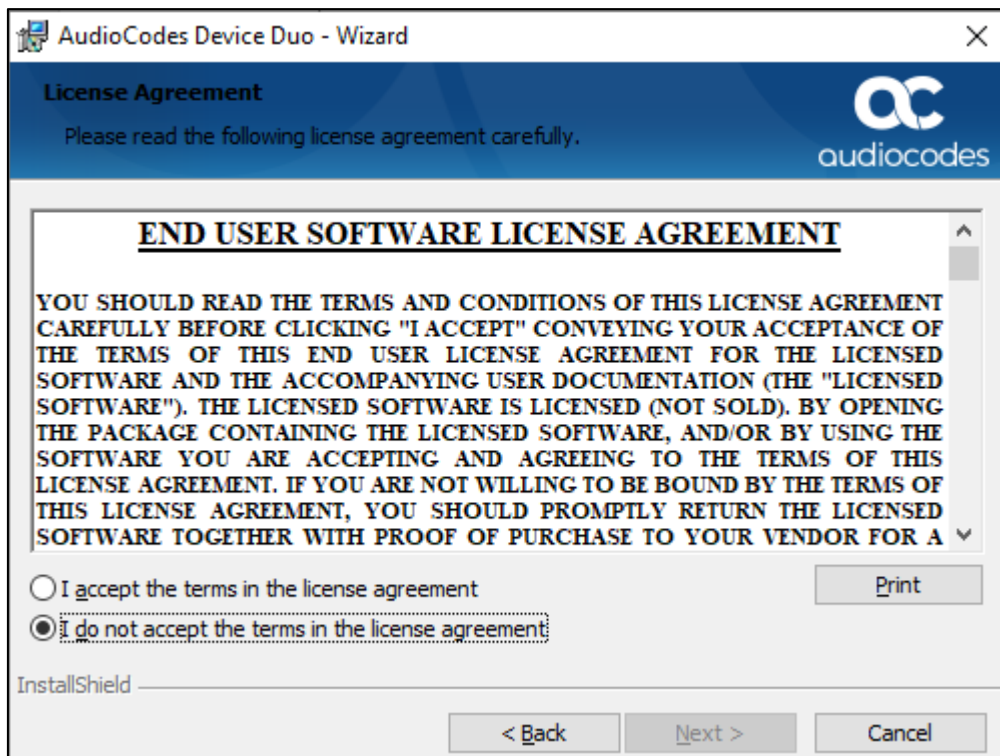 AudioCodes Device Duo - Wizard
License Agreement
Please read the following license agreement carefully.
audiocodes
END USER SOFTWARE LICENSE AGREEMENT
YOU SHOULD READ THE TERMS AND CONDITIONS OF THIS LICENSE AGREEMENT
CAREFULLY BEFORE CLICKING "I ACCEPT" CONVEYING YOUR ACCEPTANCE OF
THE TERMS OF THIS END USER LICENSE AGREEMENT FOR THE LICENSED
SOFTWARE AND THE ACCOMPANYING USER DOCUMENTATION (THE "LICENSED
SOFTWARE"). THE LICENSED SOFTWARE IS LICENSED (NOT SOLD). BY OPENING
THE PACKAGE CONTAINING THE LICENSED SOFTWARE, AND/OR BY USING THE
SOFTWARE YOU ARE ACCEPTING AND AGREEING TO THE TERMS OF THIS
LICENSE AGREEMENT. IF YOU ARE NOT WILLING TO BE BOUND BY THE TERMS OF
THIS LICENSE AGREEMENT, YOU SHOULD PROMPTLY RETURN THE LICENSED
SOFTWARE TOGETHER WITH PROOF OF PURCHASE TO YOUR VENDOR FOR A
I accept the terms in the license agreement
Print
I do not accept the terms in the license agreement
InstallShield
< Back
Next >
Cancel